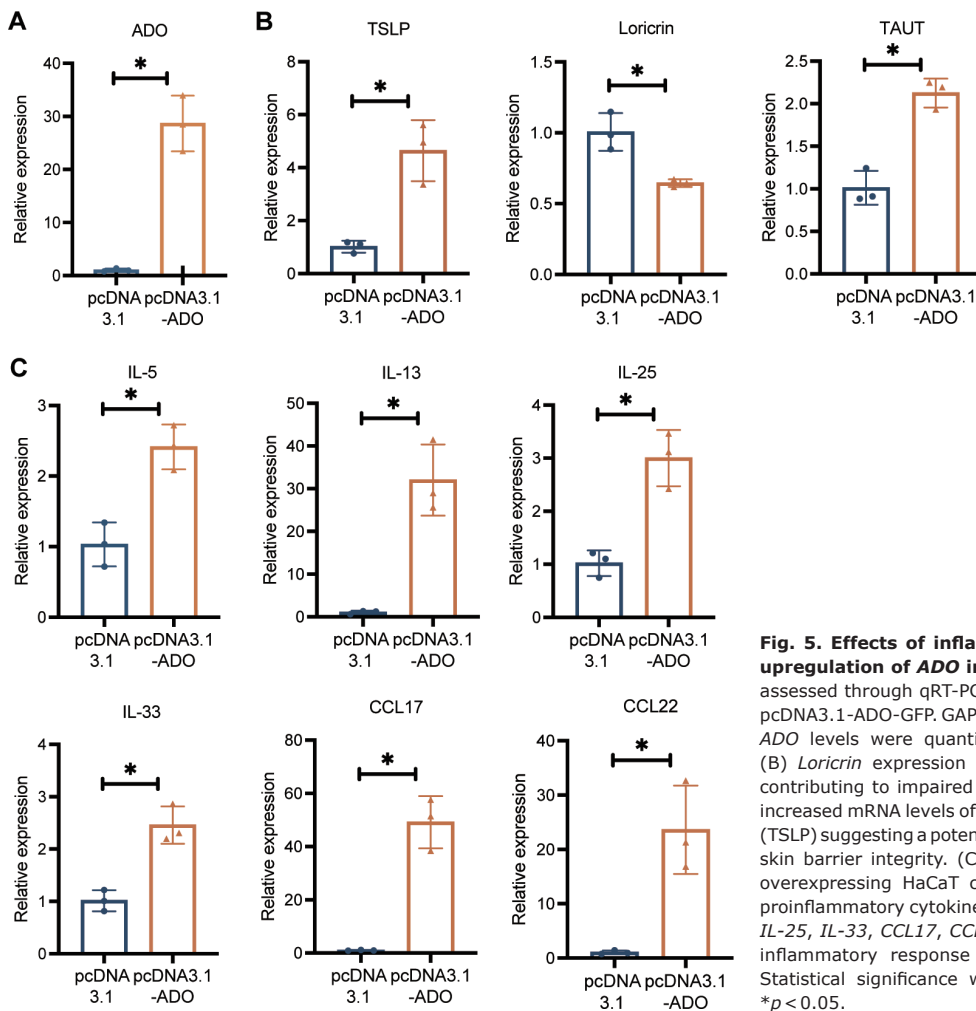 A
ADO
Relative expression
40
30
20
10
0
*
pcDNA pcDNA3.1
3.1 -ADO
B
TSLP
Relative expression
8
6
4
2
0
*
pcDNA pcDNA3.1
3.1 -ADO
Loricrin
Relative expression
1.5
1.0
0.5
0.0
*
pcDNA pcDNA3.1
3.1 -ADO
TAUT
Relative expression
2.5
2.0
1.5
1.0
0.5
0.0
*
pcDNA pcDNA3.1
3.1 -ADO
C
IL-5
Relative expression
3
2
1
0
*
pcDNA pcDNA3.1
3.1 -ADO
IL-13
Relative expression
50
40
30
20
10
0
*
pcDNA pcDNA3.1
3.1 -ADO
IL-25
Relative expression
4
3
2
1
0
*
pcDNA pcDNA3.1
3.1 -ADO
IL-33
Relative expression
4
3
2
1
0
*
pcDNA pcDNA3.1
3.1 -ADO
CCL17
Relative expression
80
60
40
20
0
*
pcDNA pcDNA3.1
3.1 -ADO
CCL22
Relative expression
40
30
20
10
0
*
pcDNA pcDNA3.1
3.1 -ADO
Fig. 5. Effects of infla
upregulation of ADO in
assessed through qRT-PC
pcDNA3.1-ADO-GFP. GAP
ADO levels were quanti
(B) Loricrin expression
contributing to impaired
increased mRNA levels of
(TSLP) suggesting a poten
skin barrier integrity. (C
overexpressing HaCaT c
proinflammatory cytokine
IL-25, IL-33, CCL17, CCL
inflammatory response
Statistical significance w
*p < 0.05.